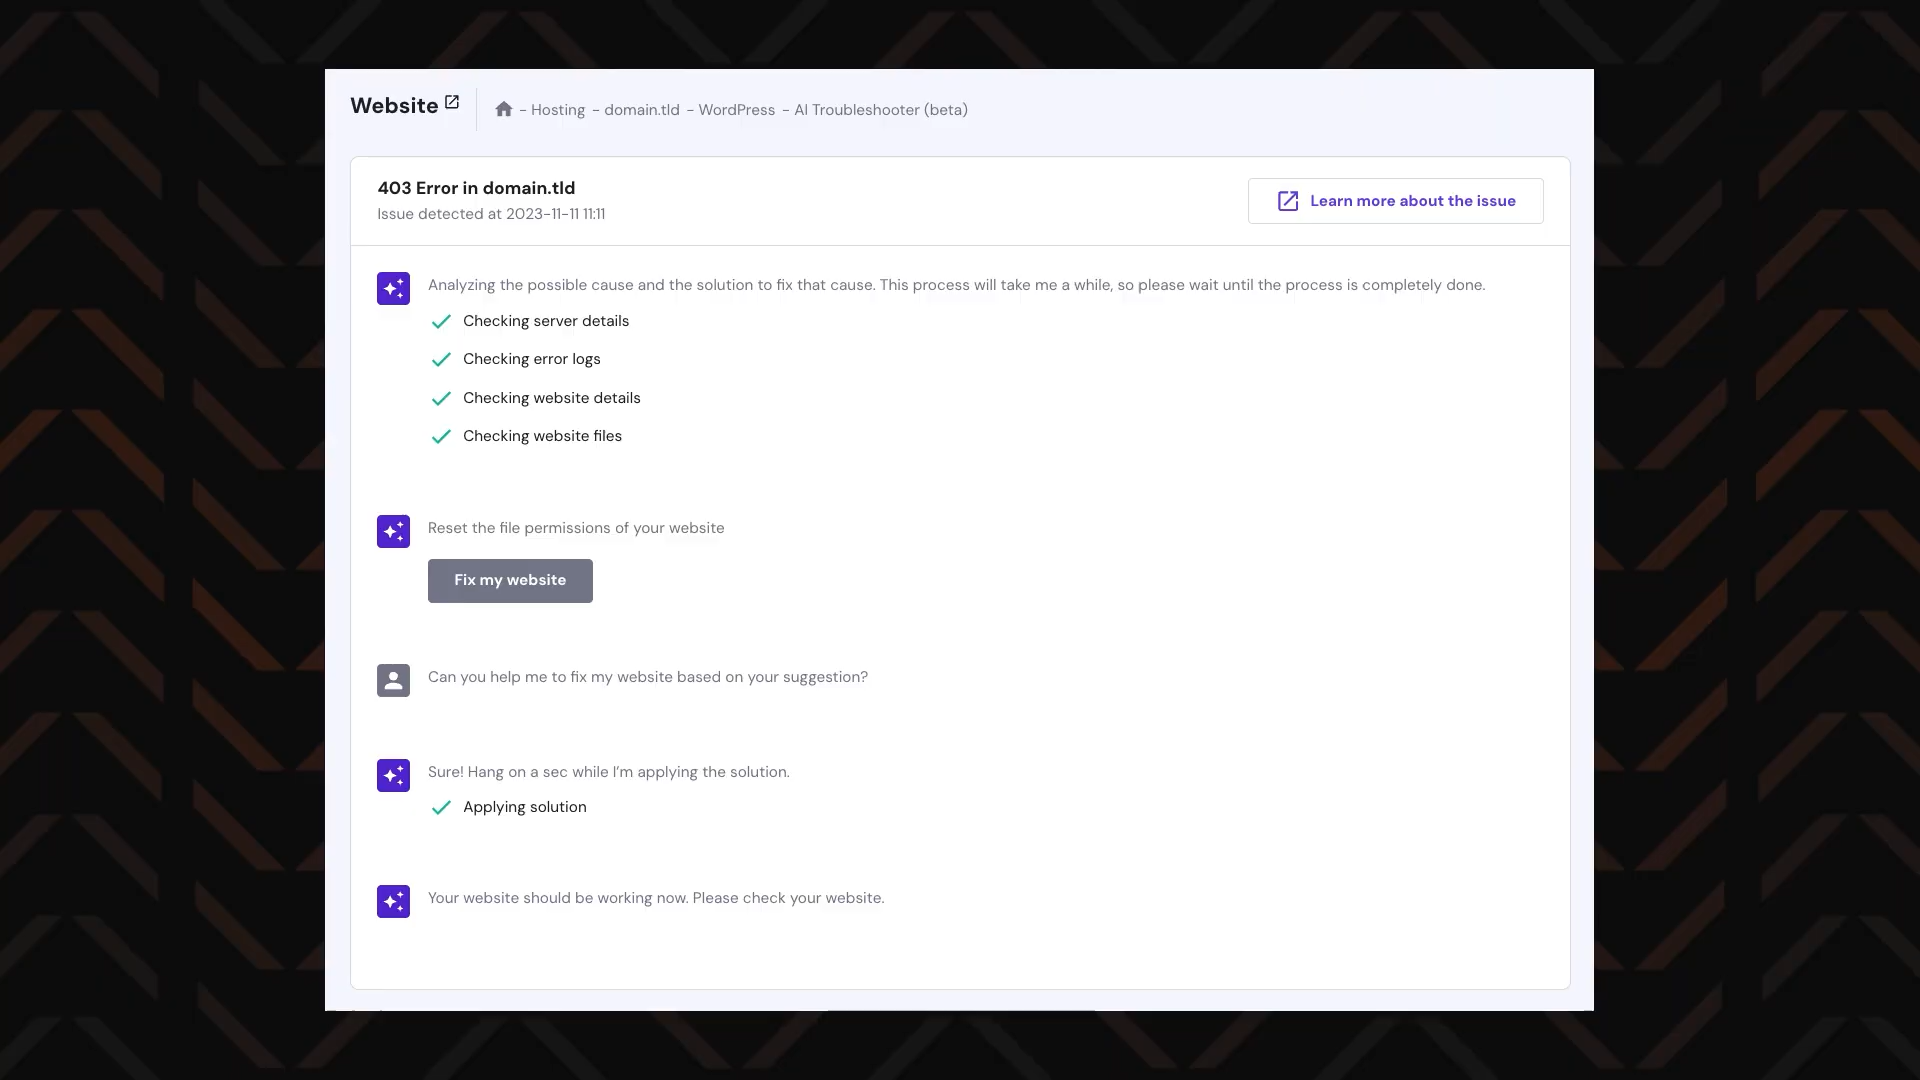 Website
- Hosting - domain.tld - WordPress - AI Troubleshooter (beta)
403 Error in domain.tld
Issue detected at 2023-11-11 11:11
Learn more about the issue
Analyzing the possible cause and the solution to fix that cause. This process will take me a while, so please wait until the process is completely done.
Checking server details
Checking error logs
Checking website details
Checking website files
Reset the file permissions of your website
Fix my website
Can you help me to fix my website based on your suggestion?
Sure! Hang on a sec while I’m applying the solution.
Applying solution
Your website should be working now. Please check your website.